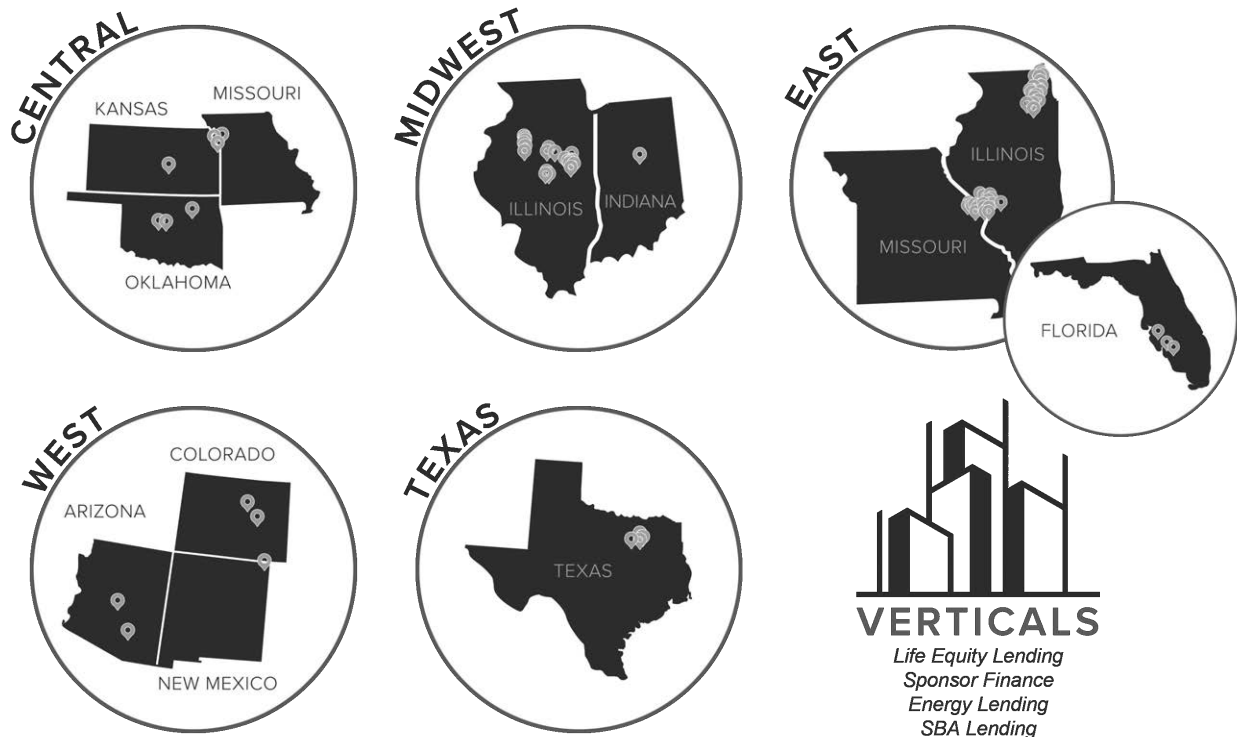 CENTRAL
KANSAS
MISSOURI
OKLAHOMA
MIDWEST
ILLINOIS
INDIANA
EAST
ILLINOIS
MISSOURI
FLORIDA
WEST
COLORADO
ARIZONA
NEW MEXICO
TEXAS
TEXAS
VERTICALS
Life Equity Lending
Sponsor Finance
Energy Lending
SBA Lending